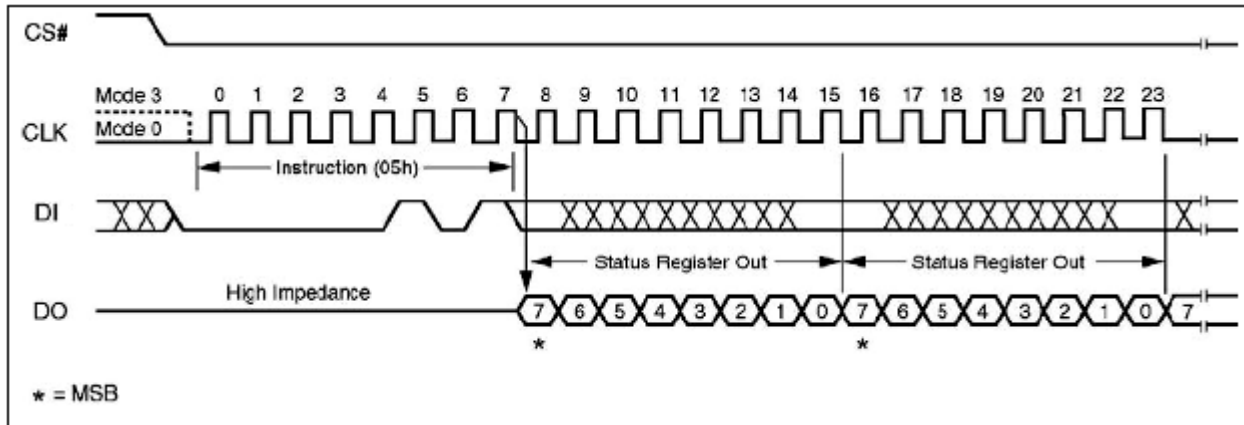 CS#
Mode 3
0 1 2 3 4 5 6 7 8 9 10 11 12 13 14 15 16 17 18 19 20 21 22 23
CLK
Mode 0
Instruction (05h)
DI
Status Register Out
Status Register Out
High Impedance
DO
7 6 5 4 3 2 1 0 7 6 5 4 3 2 1 0 7
* *
* = MSB